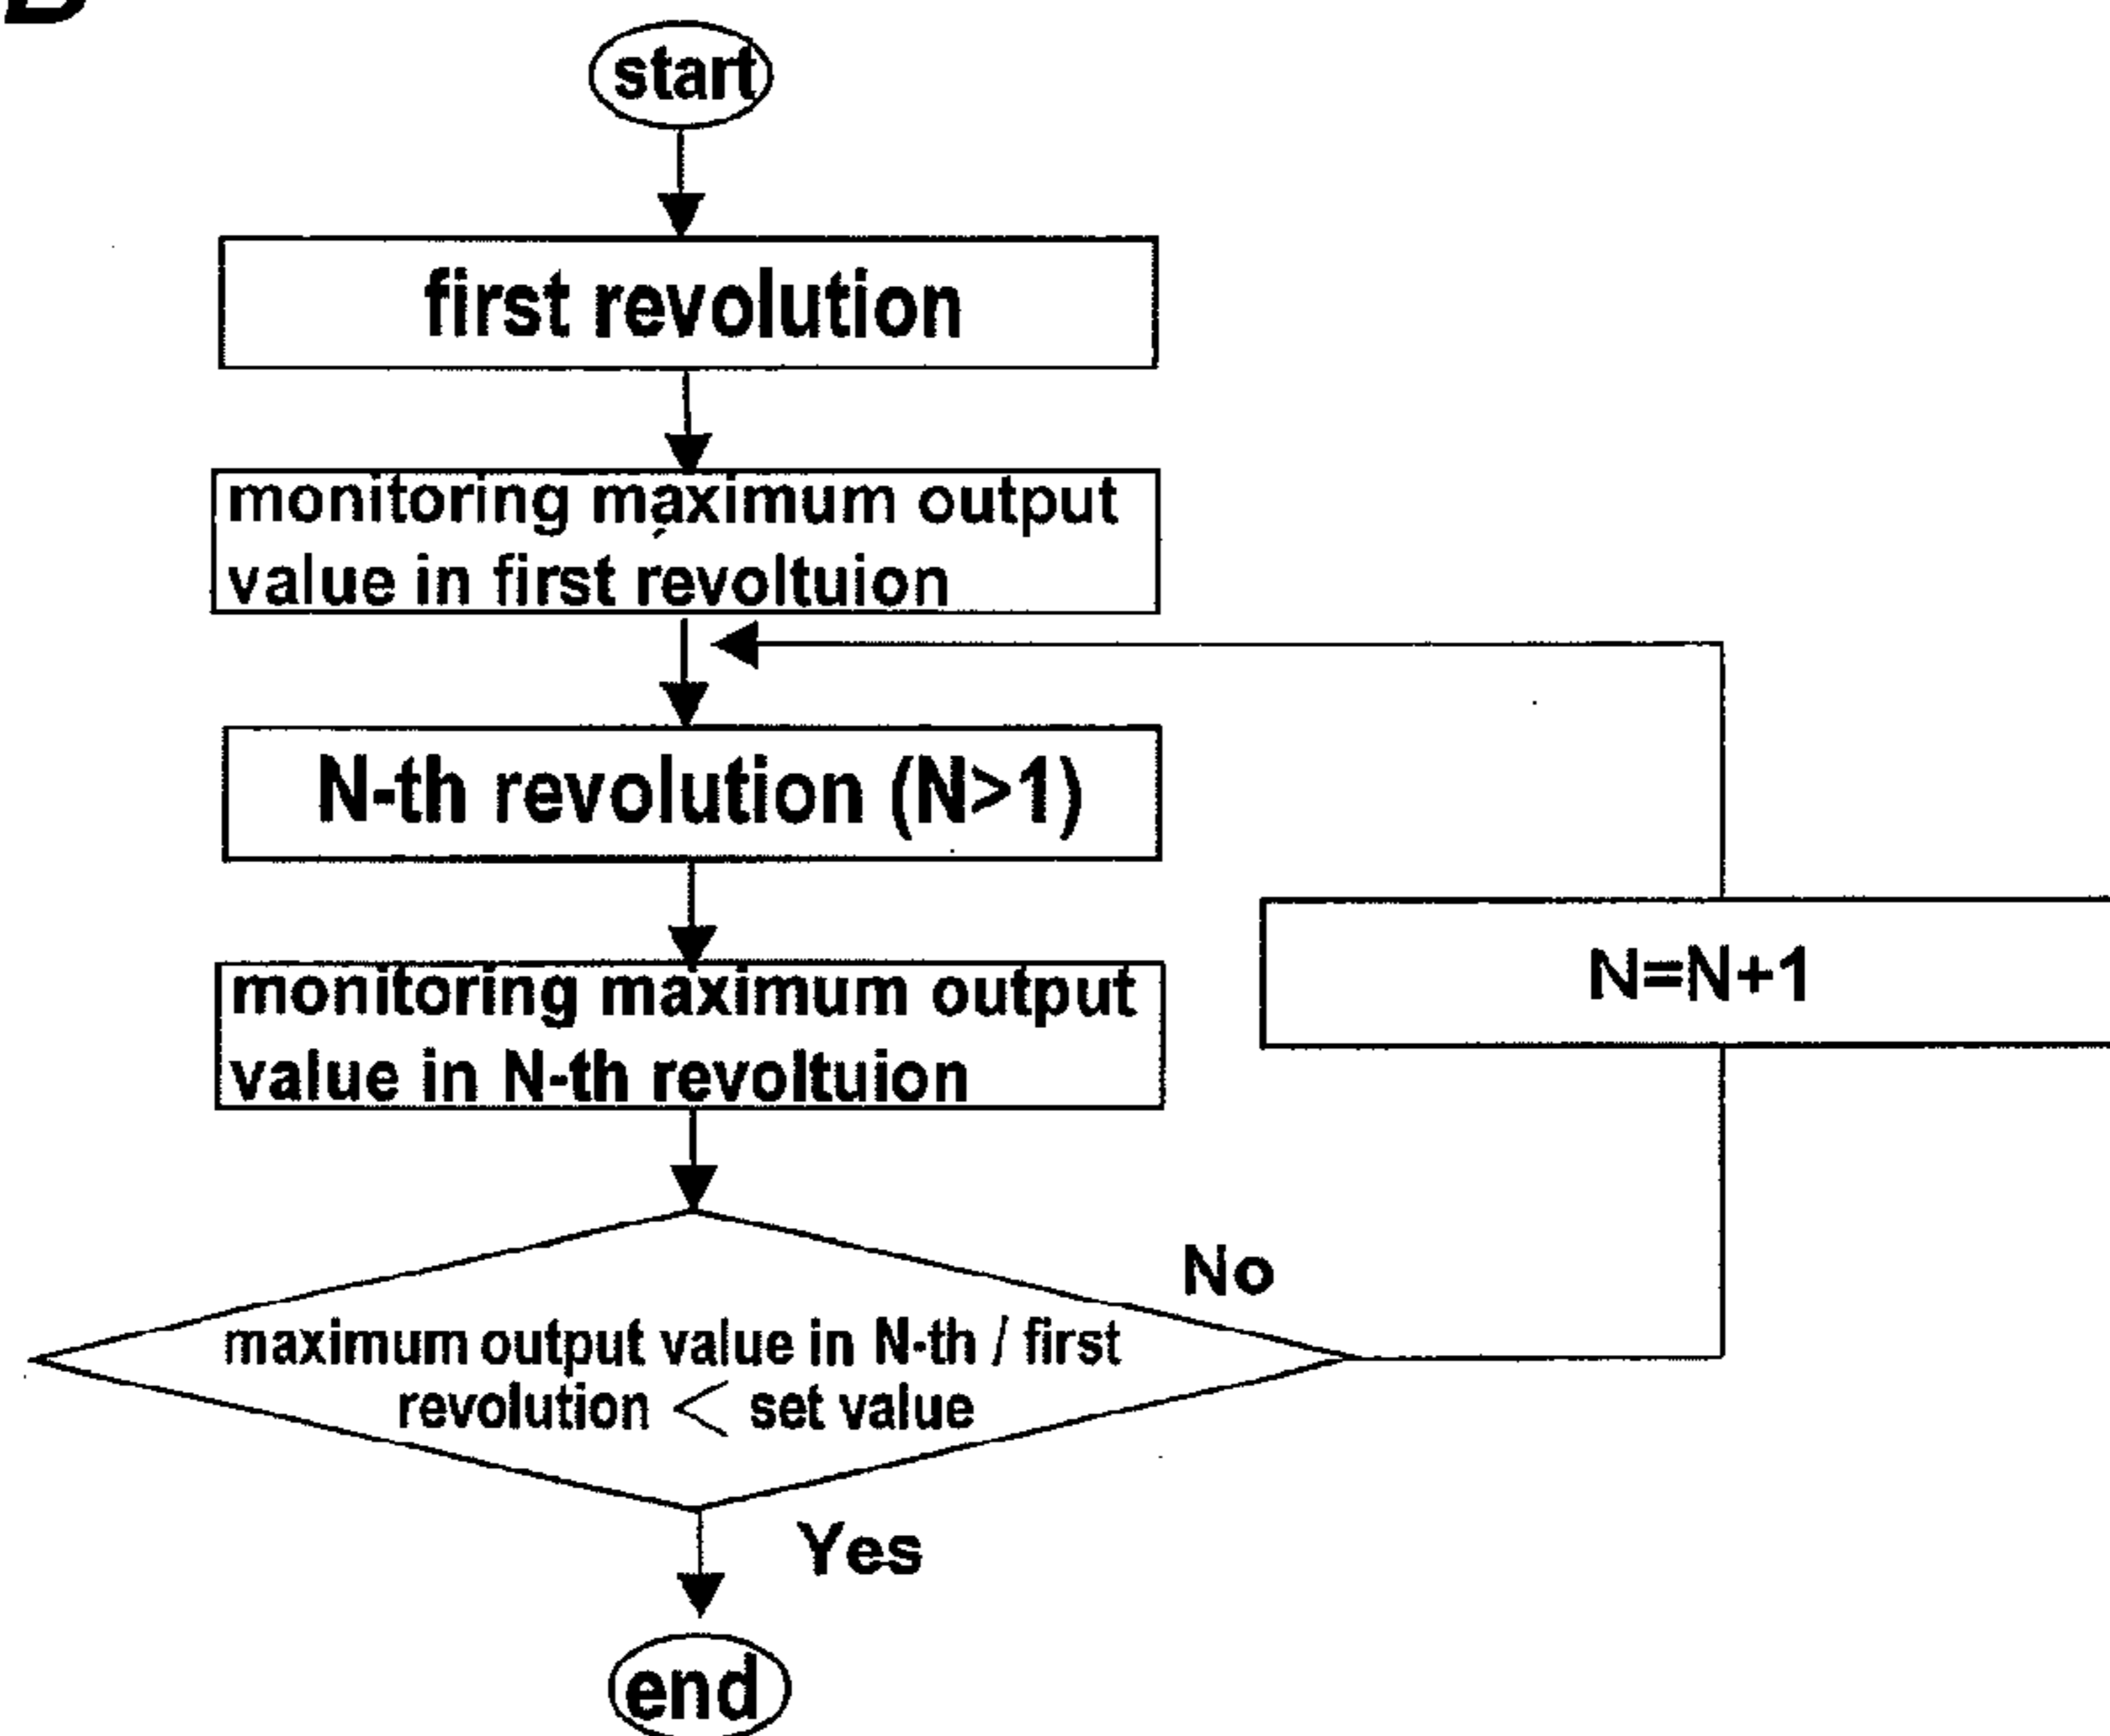 start
first revolution
monitoring maximum output
value in first revoltuion
N-th revolution (N>1)
monitoring maximum output
value in N-th revoltuion
N=N+1
No
maximum output value in N-th / first
revolution < set value
Yes
end